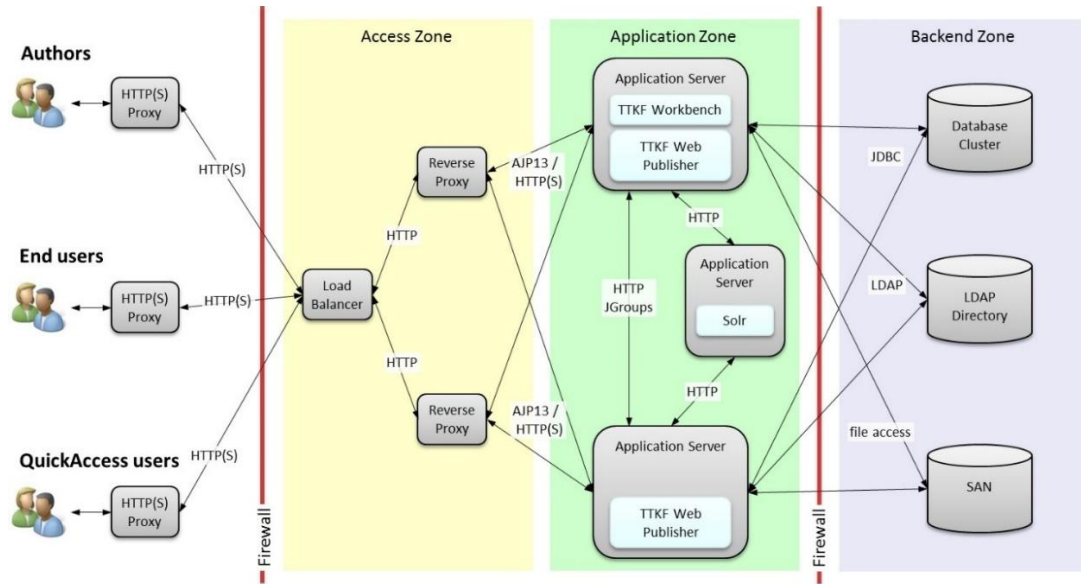 Authors
HTTP(S)
Proxy
HTTP(S)
End users
HTTP(S)
Proxy
HTTP(S)
QuickAccess users
HTTP(S)
HTTP(S)
Proxy
Firewall
Access Zone
Load
Balancer
HTTP
HTTP
Reverse
Proxy
Reverse
Proxy
AJP13 /
HTTP(S)
AJP13 /
HTTP(S)
Application Zone
Application Server
TTKF Workbench
TTKF Web
Publisher
HTTP
HTTP
JGroups
Application
Server
Solr
HTTP
Application Server
TTKF Web
Publisher
Firewall
Backend Zone
JDBC
Database
Cluster
LDAP
LDAP
Directory
file access
SAN